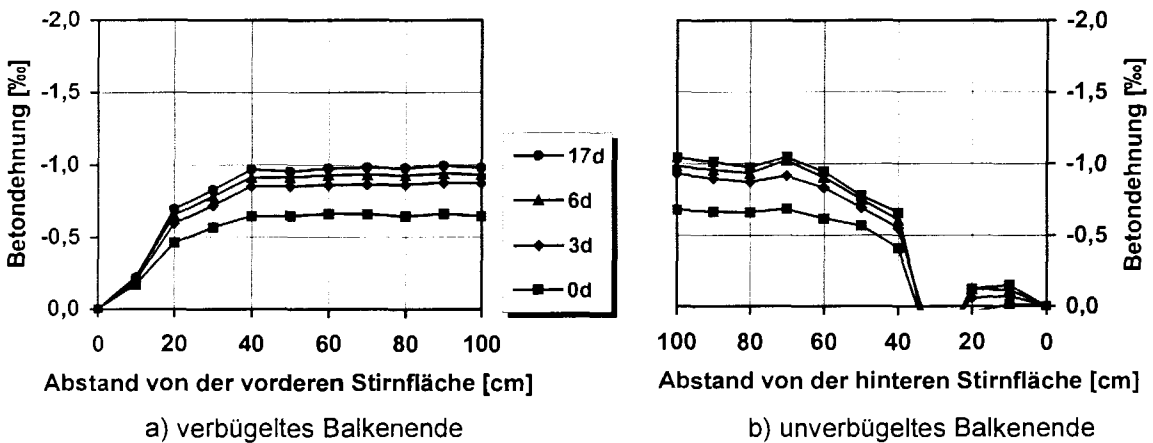 -2,0
-1,5
-1,0
-0,5
0,0
Betondehnung [‰]
0 20 40 60 80 100
Abstand von der vorderen Stirnfläche [cm]
a) verbügeltes Balkenende
17d
6d
3d
0d
-2,0
-1,5
-1,0
-0,5
0,0
Betondehnung [‰]
100 80 60 40 20 0
Abstand von der hinteren Stirnfläche [cm]
b) unverbügeltes Balkenende